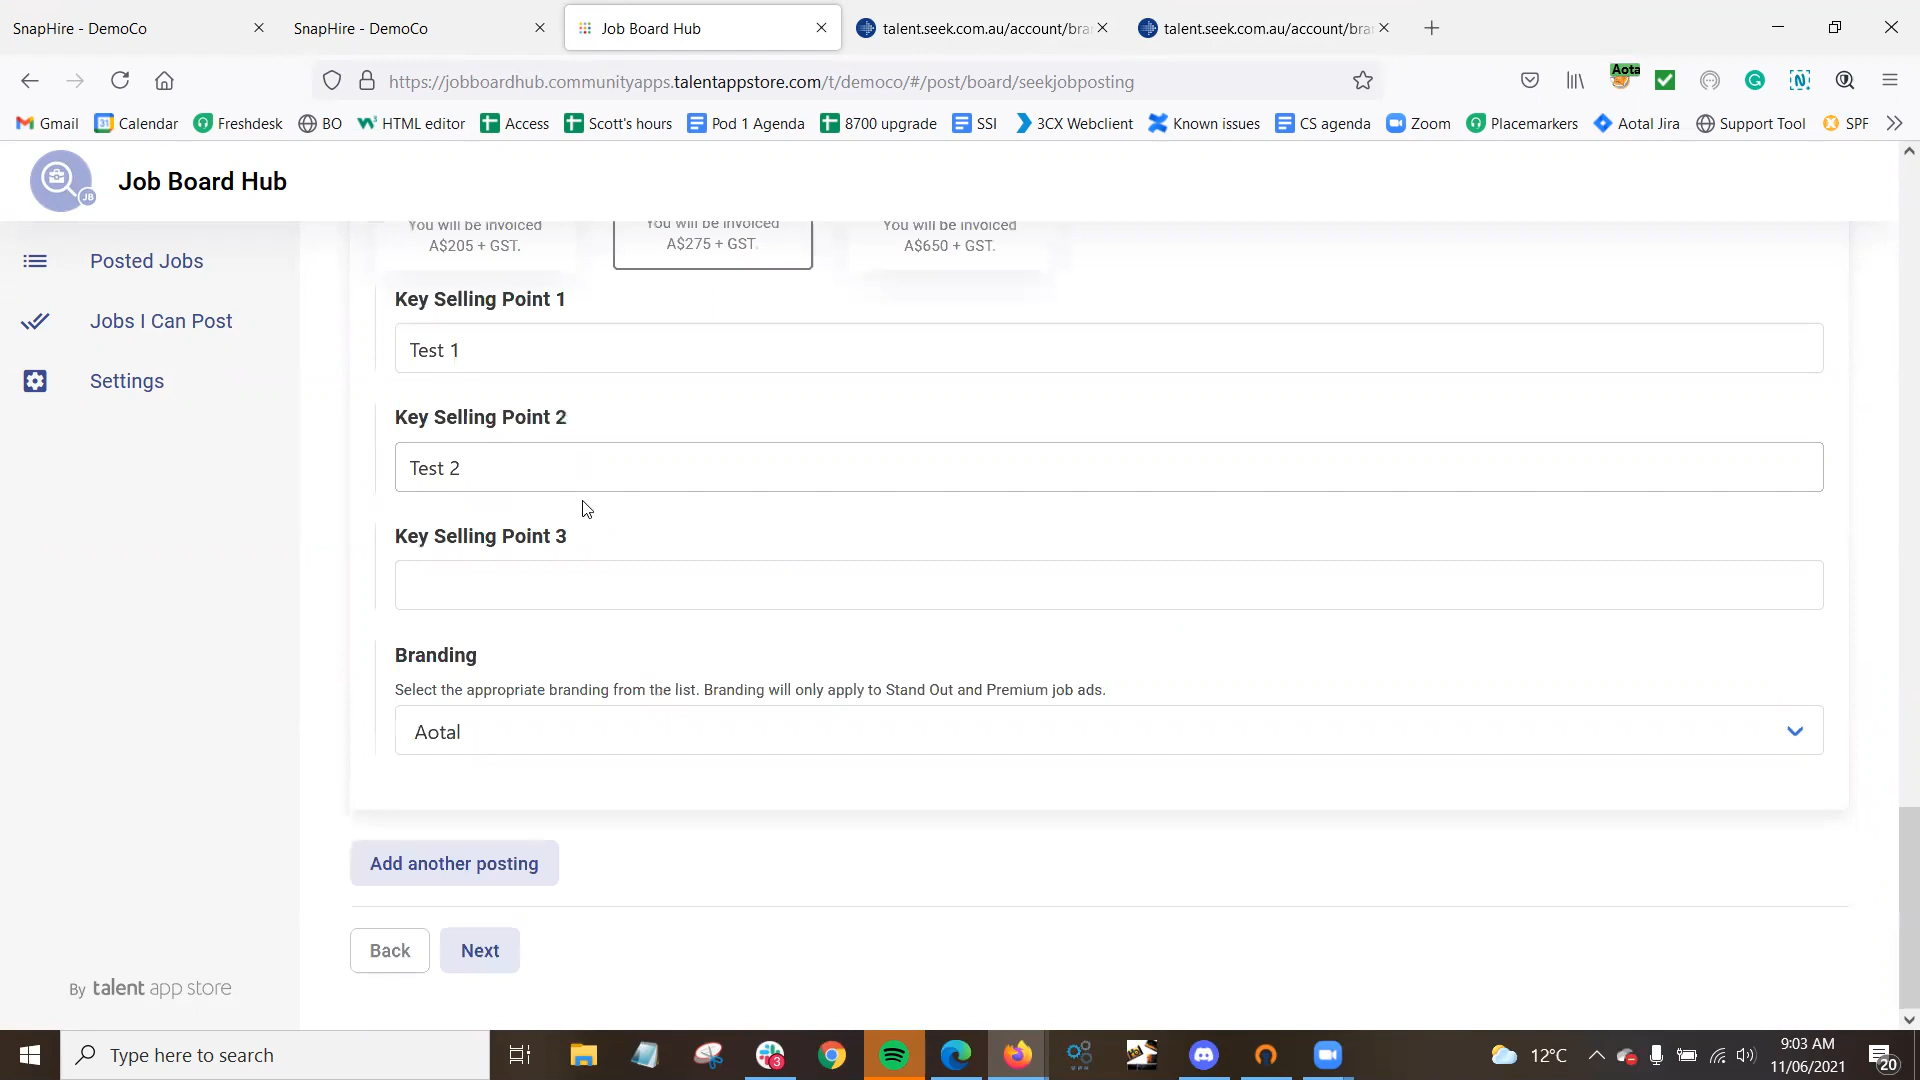 SnapHire - DemoCo
SnapHire - DemoCo
Job Board Hub
talent.seek.com.au/account/bra
talent.seek.com.au/account/bra
https://jobboardhub.communityapps.talentappstore.com/t/democo/#/post/board/seekjobposting
Aota
Gmail
31
Calendar
Freshdesk
BO
HTML editor
Access
Scott's hours
Pod 1 Agenda
8700 upgrade
SSI
3CX Webclient
Known issues
CS agenda
Zoom
Placemarkers
Aotal Jira
Support Tool
SPF
JB
Job Board Hub
Posted Jobs
Jobs I Can Post
Settings
By talent app store
You will be invoiced
A$205 + GST.
You will be invoiced
A$275 + GST.
You will be invoiced
A$650 + GST.
Key Selling Point 1
Test 1
Key Selling Point 2
Test 2
Key Selling Point 3
Branding
Select the appropriate branding from the list. Branding will only apply to Stand Out and Premium job ads.
Aotal
Add another posting
Back
Next
Type here to search
3
12°C
9:03 AM
11/06/2021
20